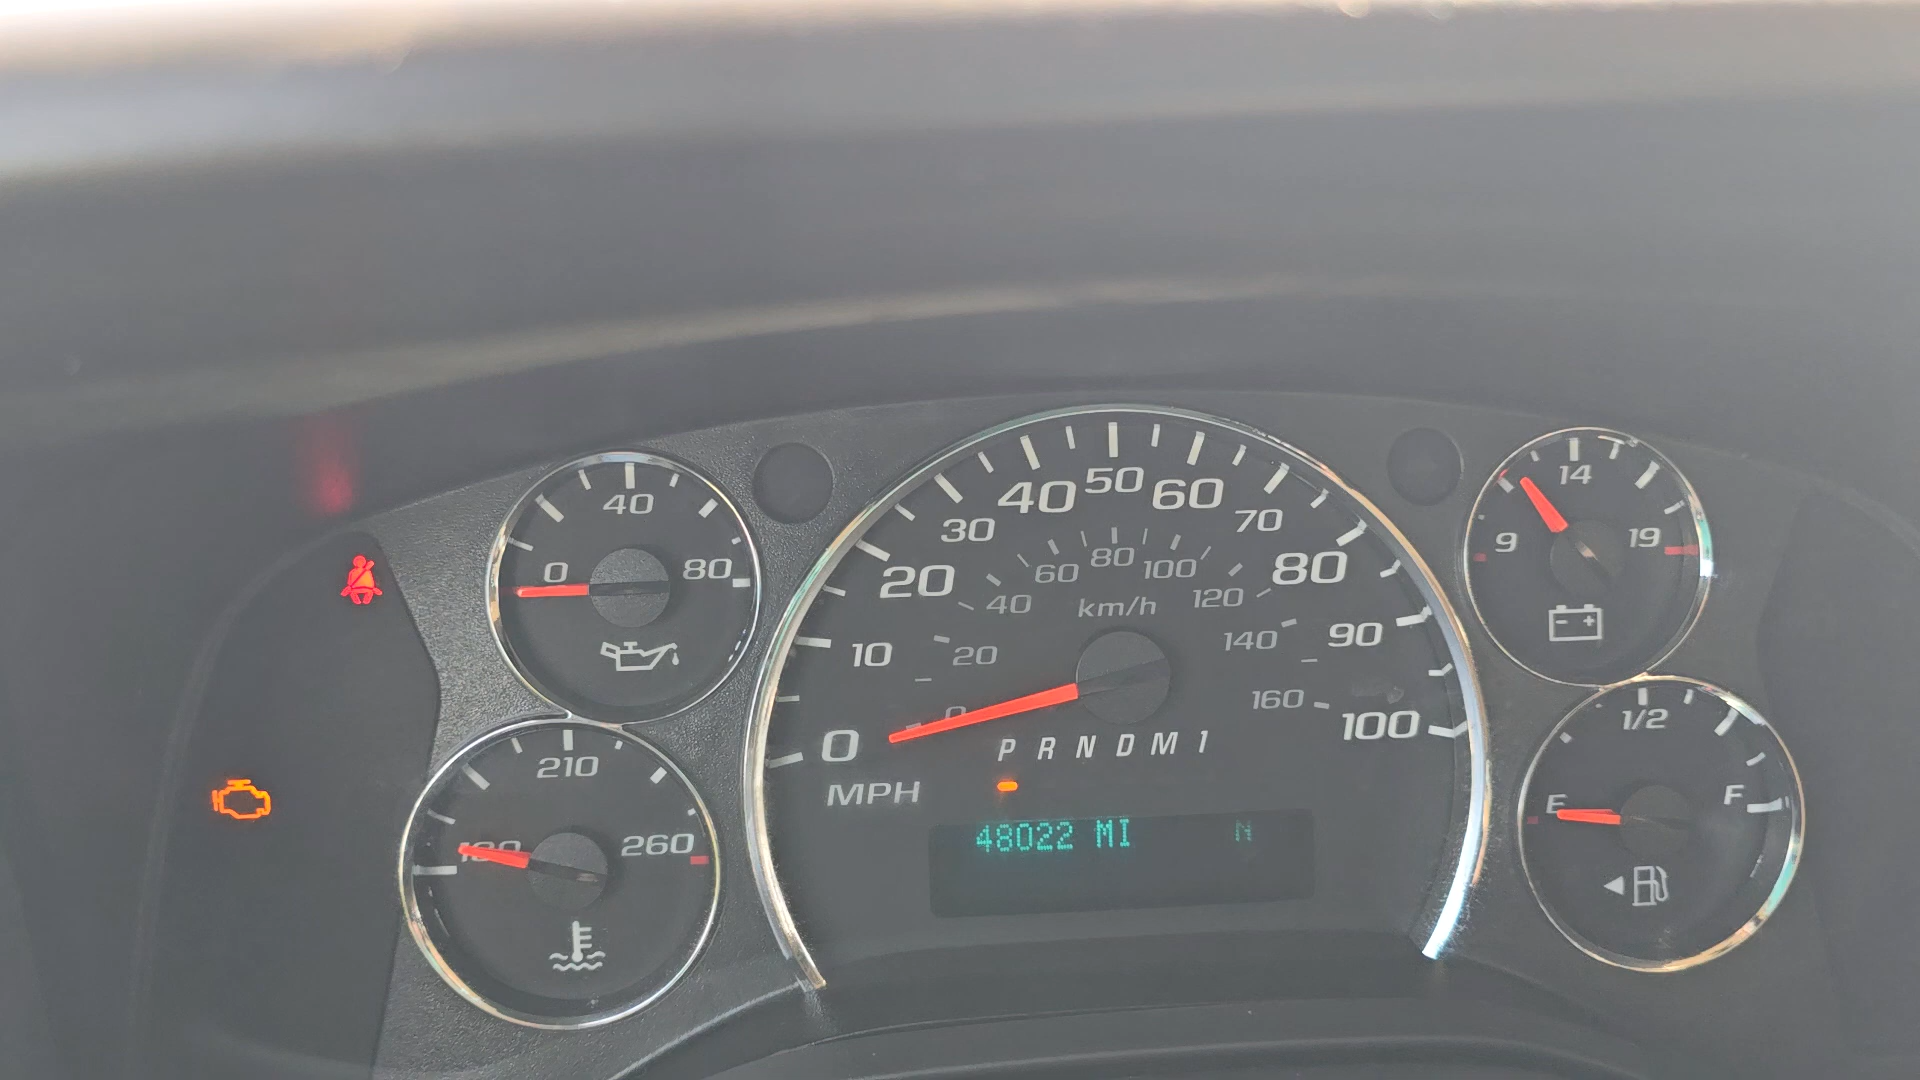 0 40 80
210 260
0 10 20 30 40 50 60 70 80 90 100
MPH
0 20 40 60 80 100 120 140 160
km/h
P R N D M 1
48022 MI N
9 14 19
E 1/2 F